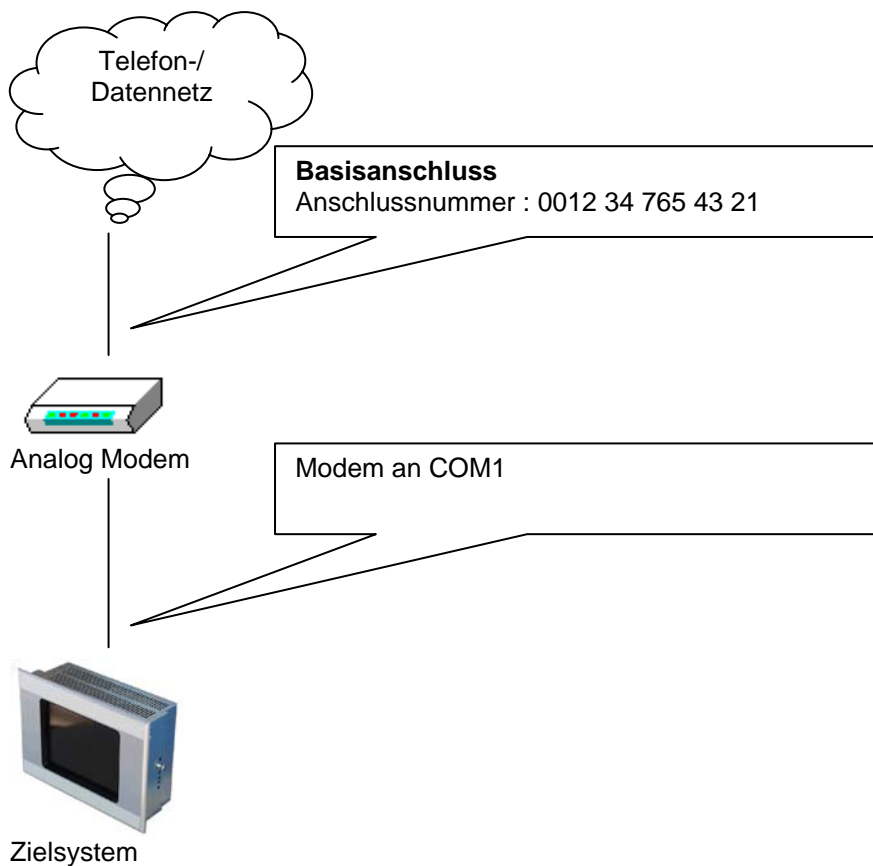 Telefon-/
Datennetz
Basisanschluss
Anschlussnummer : 0012 34 765 43 21
Analog Modem
Modem an COM1
Zielsystem